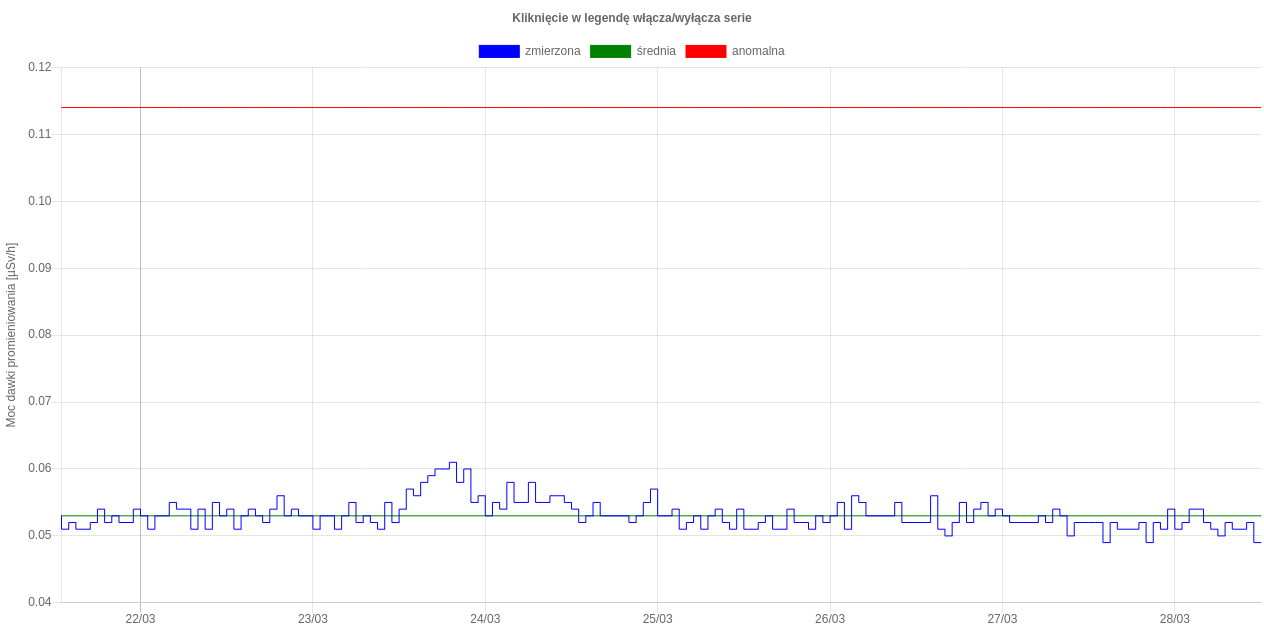 Kliknięcie w legendę włącza/wyłącza serie
zmierzona średnia anomalna
Moc dawki promieniowania [µSv/h]
0.12
0.11
0.10
0.09
0.08
0.07
0.06
0.05
0.04
22/03 23/03 24/03 25/03 26/03 27/03 28/03